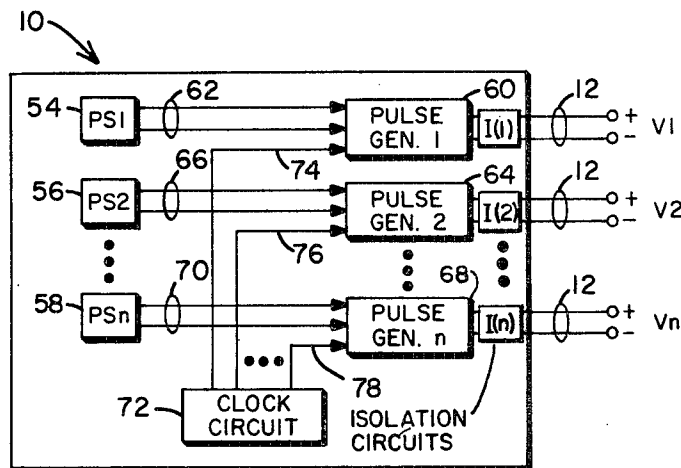 10
54
PS1
62
PULSE
GEN. 1
60
I(1)
12
+
−
V1
74
56
PS2
66
PULSE
GEN. 2
64
I(2)
12
+
−
V2
76
58
PSn
70
PULSE
GEN. n
68
I(n)
12
+
−
Vn
78
72
CLOCK
CIRCUIT
ISOLATION
CIRCUITS